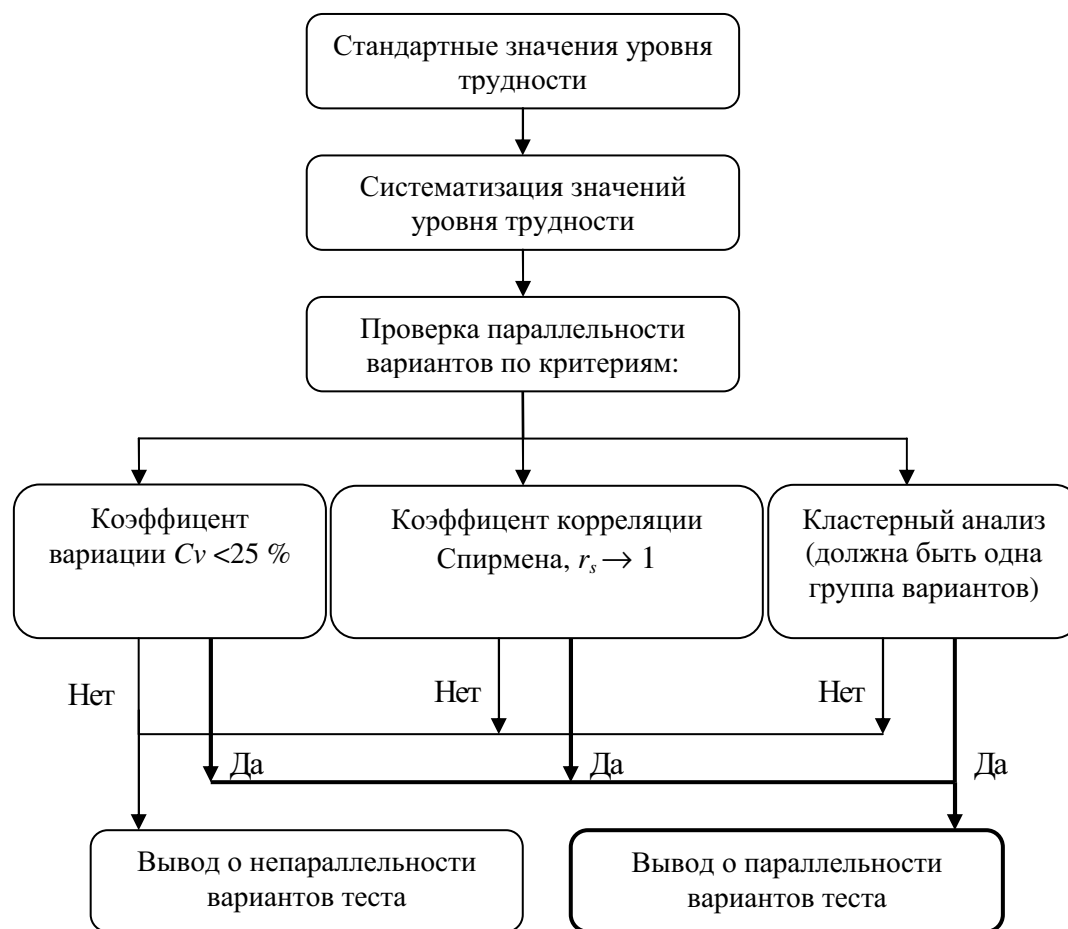 Стандартные значения уровня
трудности
Систематизация значений
уровня трудности
Проверка параллельности
вариантов по критериям:
Коэффицент
вариации Cv <25 %
Коэффицент корреляции
Спирмена, rₛ → 1
Кластерный анализ
(должна быть одна
группа вариантов)
Нет
Нет
Нет
Да
Да
Да
Вывод о непараллельности
вариантов теста
Вывод о параллельности
вариантов теста